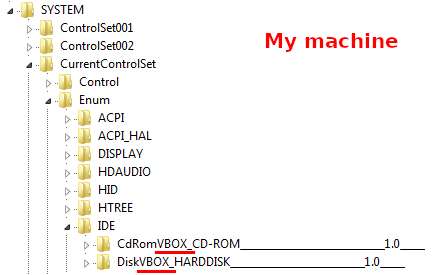 SYSTEM
ControlSet001
My machine
ControlSet002
CurrentControlSet
Control
Enum
ACPI
ACPI_HAL
DISPLAY
HDAUDIO
HID
HTREE
IDE
CdRomVBOX_CD-ROM_____________________________1.0_____
DiskVBOX_HARDDISK___________________________1.0_____